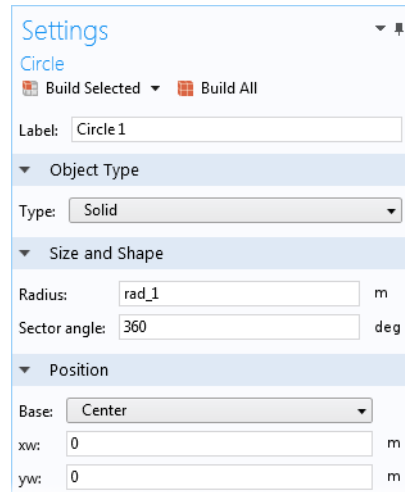 Settings
Circle
Build Selected Build All
Label: Circle 1
Object Type
Type: Solid
Size and Shape
Radius: rad_1 m
Sector angle: 360 deg
Position
Base: Center
xw: 0 m
yw: 0 m